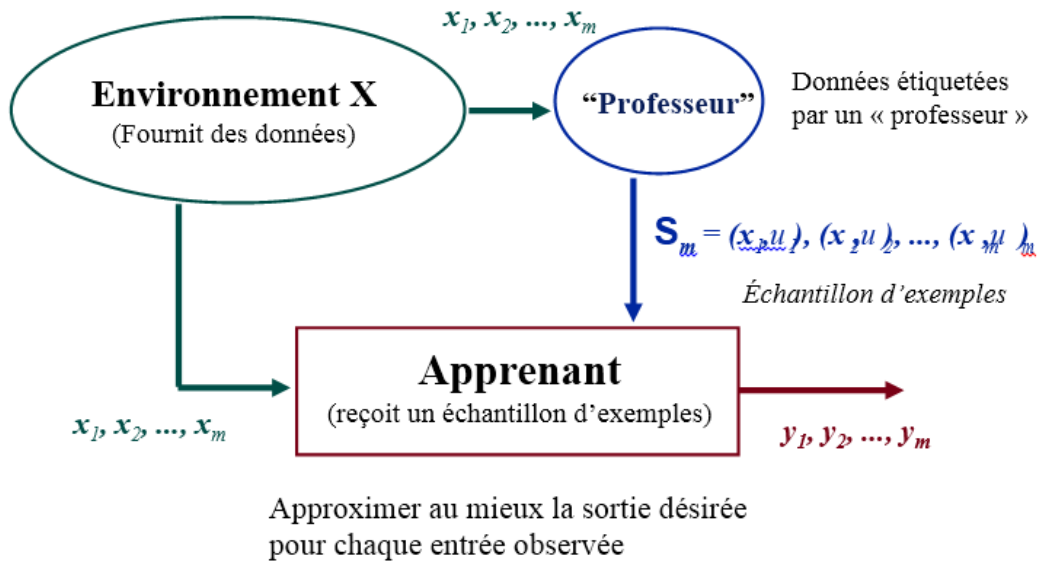 x1, x2, ..., xm
Environnement X
(Fournit des données)
“Professeur”
Données étiquetées
par un « professeur »
Sm = (x1,u1), (x2,u2), ..., (xm,um)
Échantillon d’exemples
Apprenant
(reçoit un échantillon d’exemples)
x1, x2, ..., xm
y1, y2, ..., ym
Approximer au mieux la sortie désirée
pour chaque entrée observée